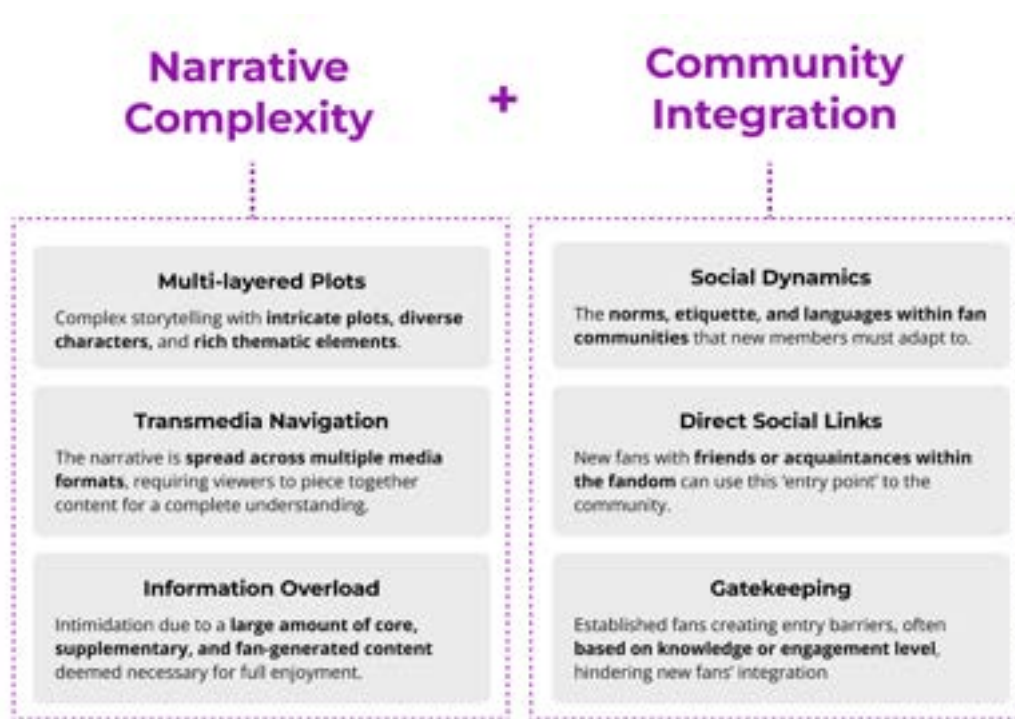 Narrative
Complexity
+
Community
Integration
Multi-layered Plots
Complex storytelling with intricate plots, diverse
characters, and rich thematic elements.
Transmedia Navigation
The narrative is spread across multiple media
formats, requiring viewers to piece together
content for a complete understanding.
Information Overload
Intimidation due to a large amount of core,
supplementary, and fan-generated content
deemed necessary for full enjoyment.
Social Dynamics
The norms, etiquette, and languages within fan
communities that new members must adapt to.
Direct Social Links
New fans with friends or acquaintances within
the fandom can use this 'entry point' to the
community.
Gatekeeping
Established fans creating entry barriers, often
based on knowledge or engagement level,
hindering new fans' integration